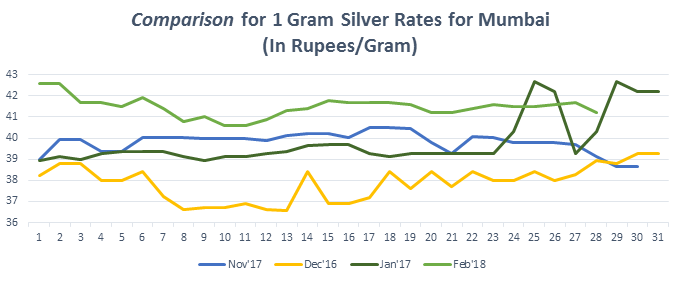 Comparison for 1 Gram Silver Rates for Mumbai
(In Rupees/Gram)
43
42
41
40
39
38
37
36
1 2 3 4 5 6 7 8 9 10 11 12 13 14 15 16 17 18 19 20 21 22 23 24 25 26 27 28 29 30 31
Nov'17 Dec'16 Jan'17 Feb'18